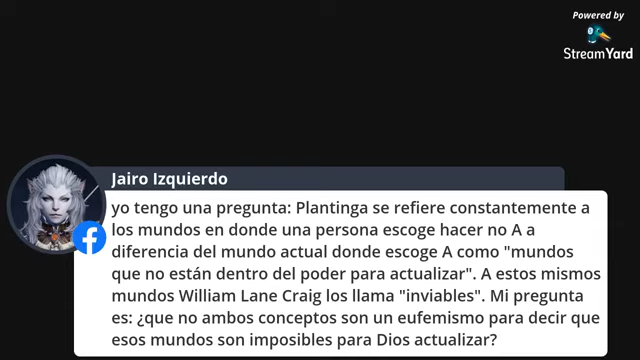 Powered by
StreamYard
Jairo Izquierdo
yo tengo una pregunta: Plantinga se refiere constantemente a
los mundos en donde una persona escoge hacer no A a
diferencia del mundo actual donde escoge A como "mundos
que no están dentro del poder para actualizar". A estos mismos
mundos William Lane Craig los llama "inviables". Mi pregunta
es: ¿que no ambos conceptos son un eufemismo para decir que
esos mundos son imposibles para Dios actualizar?